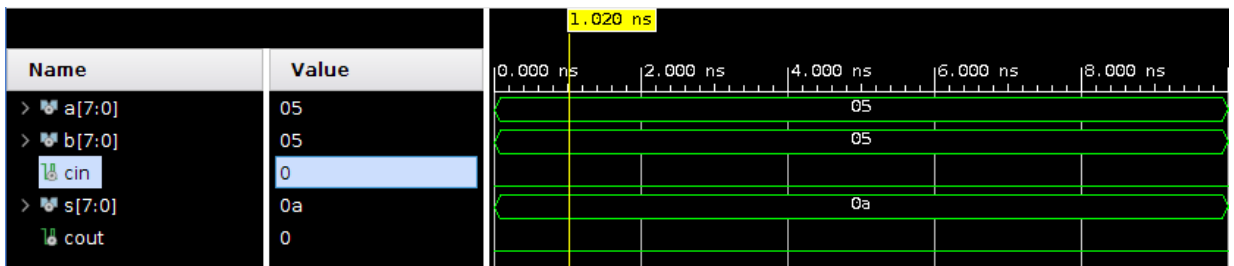 1.020 ns
Name Value 0.000 ns 2.000 ns 4.000 ns 6.000 ns 8.000 ns
> a[7:0] 05 05
> b[7:0] 05 05
cin 0
> s[7:0] 0a 0a
cout 0